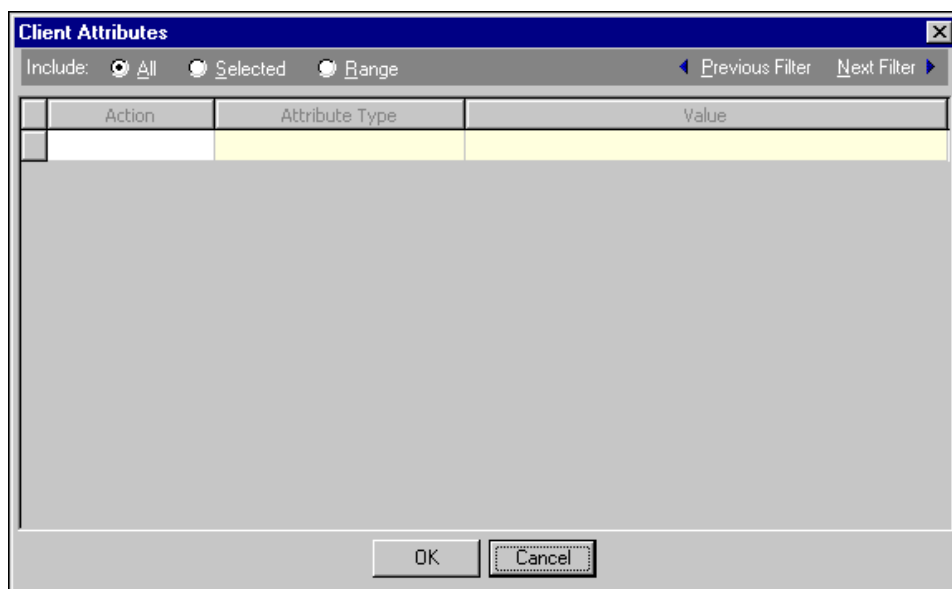 Client Attributes
Include: All Selected Range Previous Filter Next Filter
Action Attribute Type Value
OK Cancel